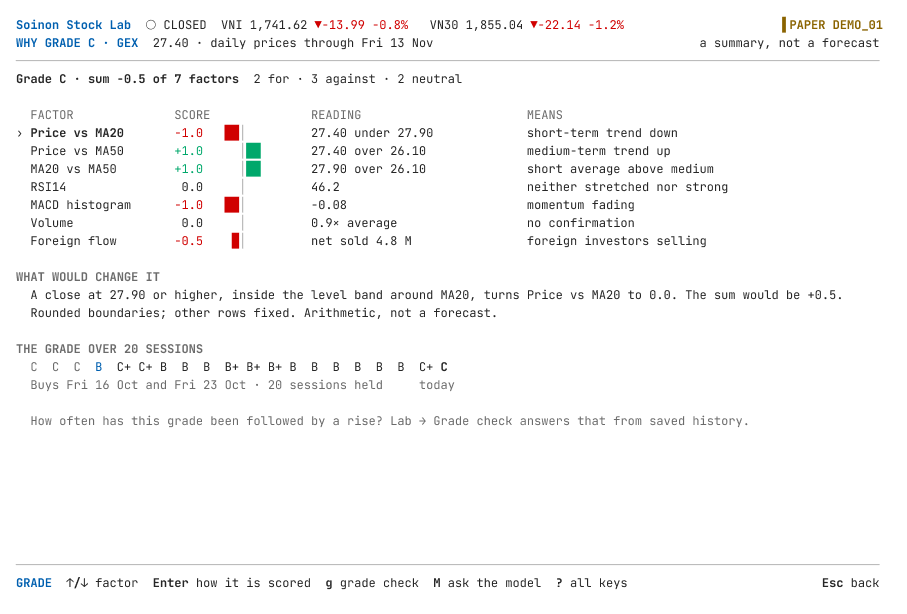 Soinon Stock Lab ○ CLOSED VNI 1,741.62 ▼-13.99 -0.8% VN30 1,855.04 ▼-22.14 -1.2% PAPER DEMO_01
WHY GRADE C · GEX 27.40 · daily prices through Fri 13 Nov a summary, not a forecast
Grade C · sum -0.5 of 7 factors 2 for · 3 against · 2 neutral
FACTOR SCORE READING MEANS
› Price vs MA20 -1.0 27.40 under 27.90 short-term trend down
Price vs MA50 +1.0 27.40 over 26.10 medium-term trend up
MA20 vs MA50 +1.0 27.90 over 26.10 short average above medium
RSI14 0.0 46.2 neither stretched nor strong
MACD histogram -1.0 -0.08 momentum fading
Volume 0.0 0.9× average no confirmation
Foreign flow -0.5 net sold 4.8 M foreign investors selling
WHAT WOULD CHANGE IT
A close at 27.90 or higher, inside the level band around MA20, turns Price vs MA20 to 0.0. The sum would be +0.5.
Rounded boundaries; other rows fixed. Arithmetic, not a forecast.
THE GRADE OVER 20 SESSIONS
C C C B C+ C+ B B B B+ B+ B+ B B B B B B C+ C
Buys Fri 16 Oct and Fri 23 Oct · 20 sessions held today
How often has this grade been followed by a rise? Lab → Grade check answers that from saved history.
GRADE ↑/↓ factor Enter how it is scored g grade check M ask the model ? all keys Esc back